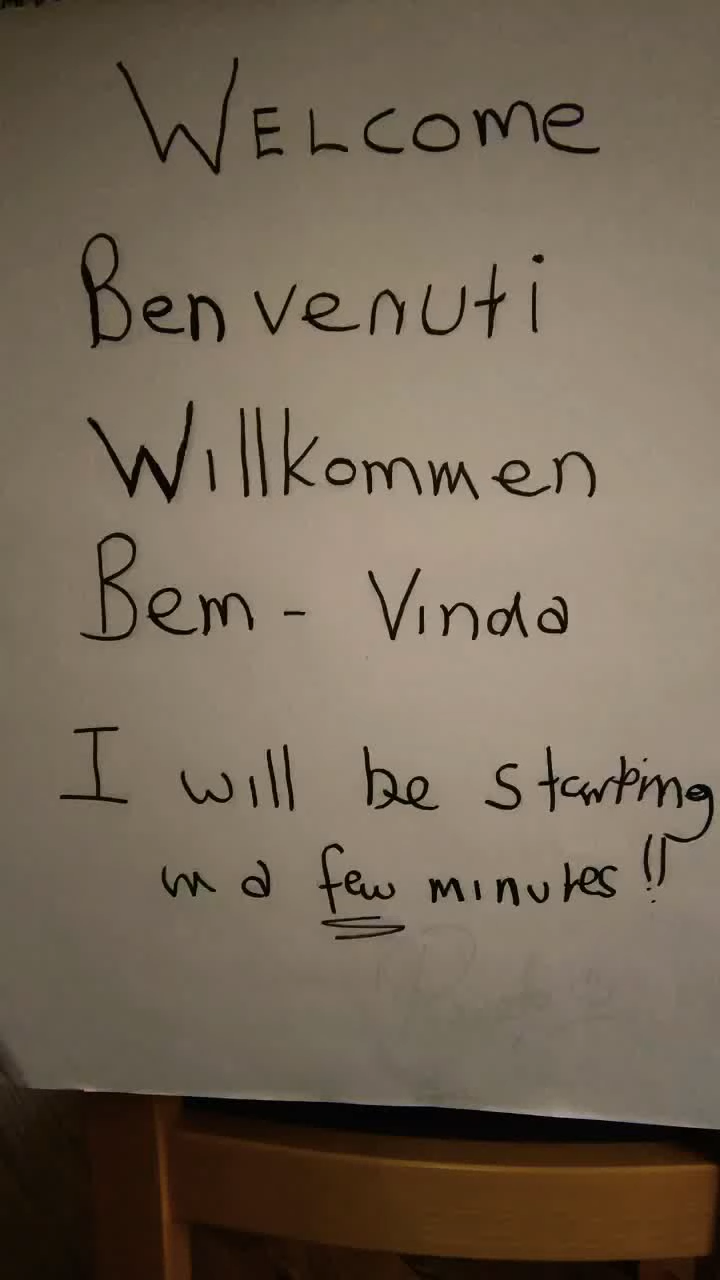 WELCOME
Benvenuti
Willkommen
Bem - Vinda
I will be starting
in a few minutes!!